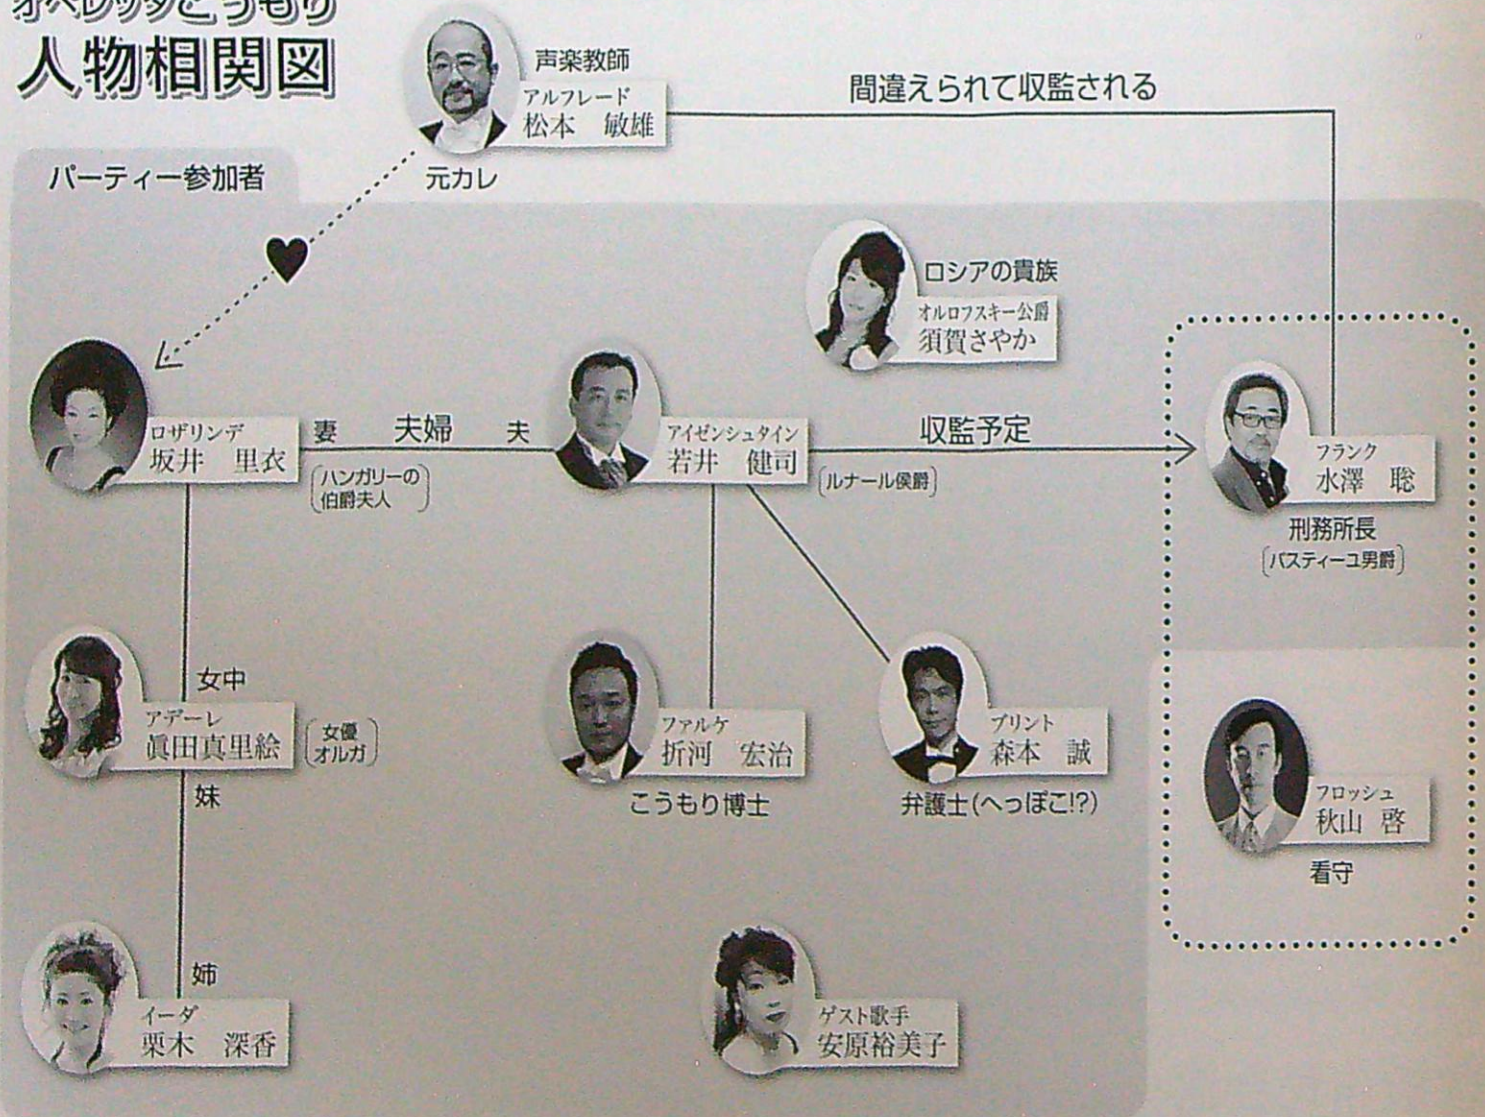 オペレッタこうもり
人物相関図
声楽教師
アルフレード
松本 敏雄
元カレ
間違えられて収監される
パーティー参加者
ロシアの貴族
オルロフスキー公爵
須賀さやか
ロザリンデ
坂井 里衣
妻 夫婦 夫
(ハンガリーの
伯爵夫人)
アイゼンシュタイン
若井 健司
(ルナール侯爵)
収監予定
フランク
水澤 聡
刑務所長
(バスティーユ男爵)
女中
アデーレ
眞田真里絵
(女優
オルガ)
妹
ファルケ
折河 宏治
こうもり博士
ブリント
森本 誠
弁護士(へっぽこ!?)
フロッシュ
秋山 啓
看守
姉
イーダ
栗木 深香
ゲスト歌手
安原裕美子